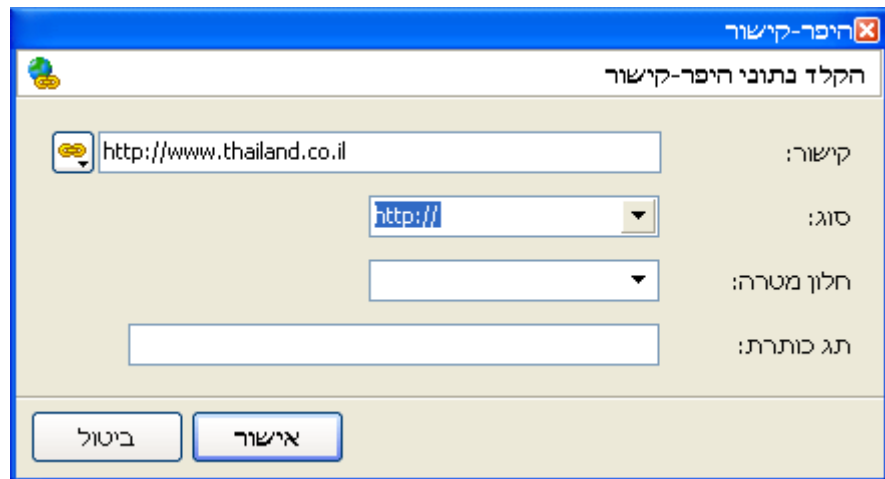 היפר-קישור
הקלד נתוני היפר-קישור
קישור: http://www.thailand.co.il
סוג: http://
חלון מטרה:
תג כותרת:
אישור ביטול